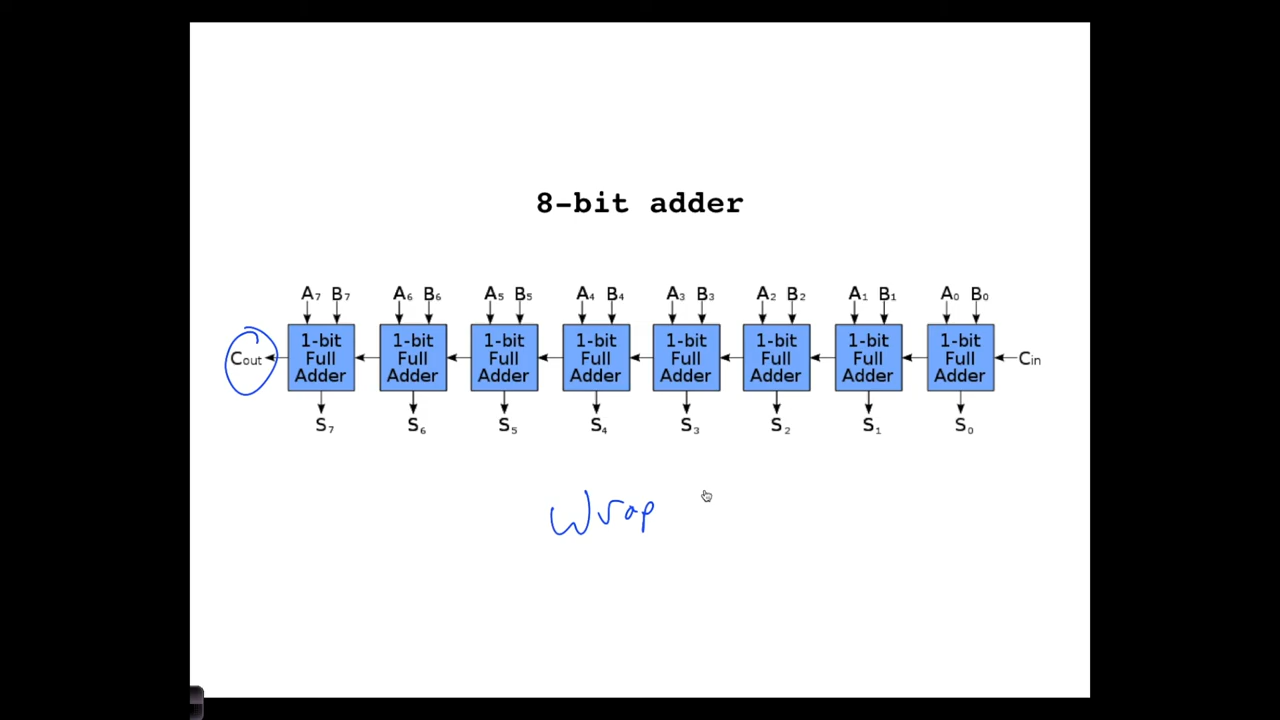 8-bit adder
A₇ B₇ A₆ B₆ A₅ B₅ A₄ B₄ A₃ B₃ A₂ B₂ A₁ B₁ A₀ B₀
1-bit 1-bit 1-bit 1-bit 1-bit 1-bit 1-bit 1-bit
Cout Full Full Full Full Full Full Full Full Cin
Adder Adder Adder Adder Adder Adder Adder Adder
S₇ S₆ S₅ S₄ S₃ S₂ S₁ S₀
Wrap